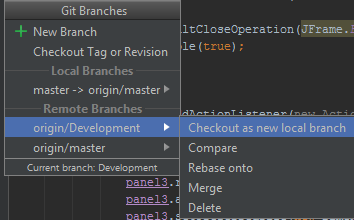 Git Branches
New Branch
Checkout Tag or Revision
Local Branches
master -> origin/master
Remote Branches
origin/Development
origin/master
Current branch: Development
Checkout as new local branch
Compare
Rebase onto
Merge
Delete
ltCloseOperation(JFrame.
le(true);
dActionListener(new Action
panel3.
panel3.a
panel3.s